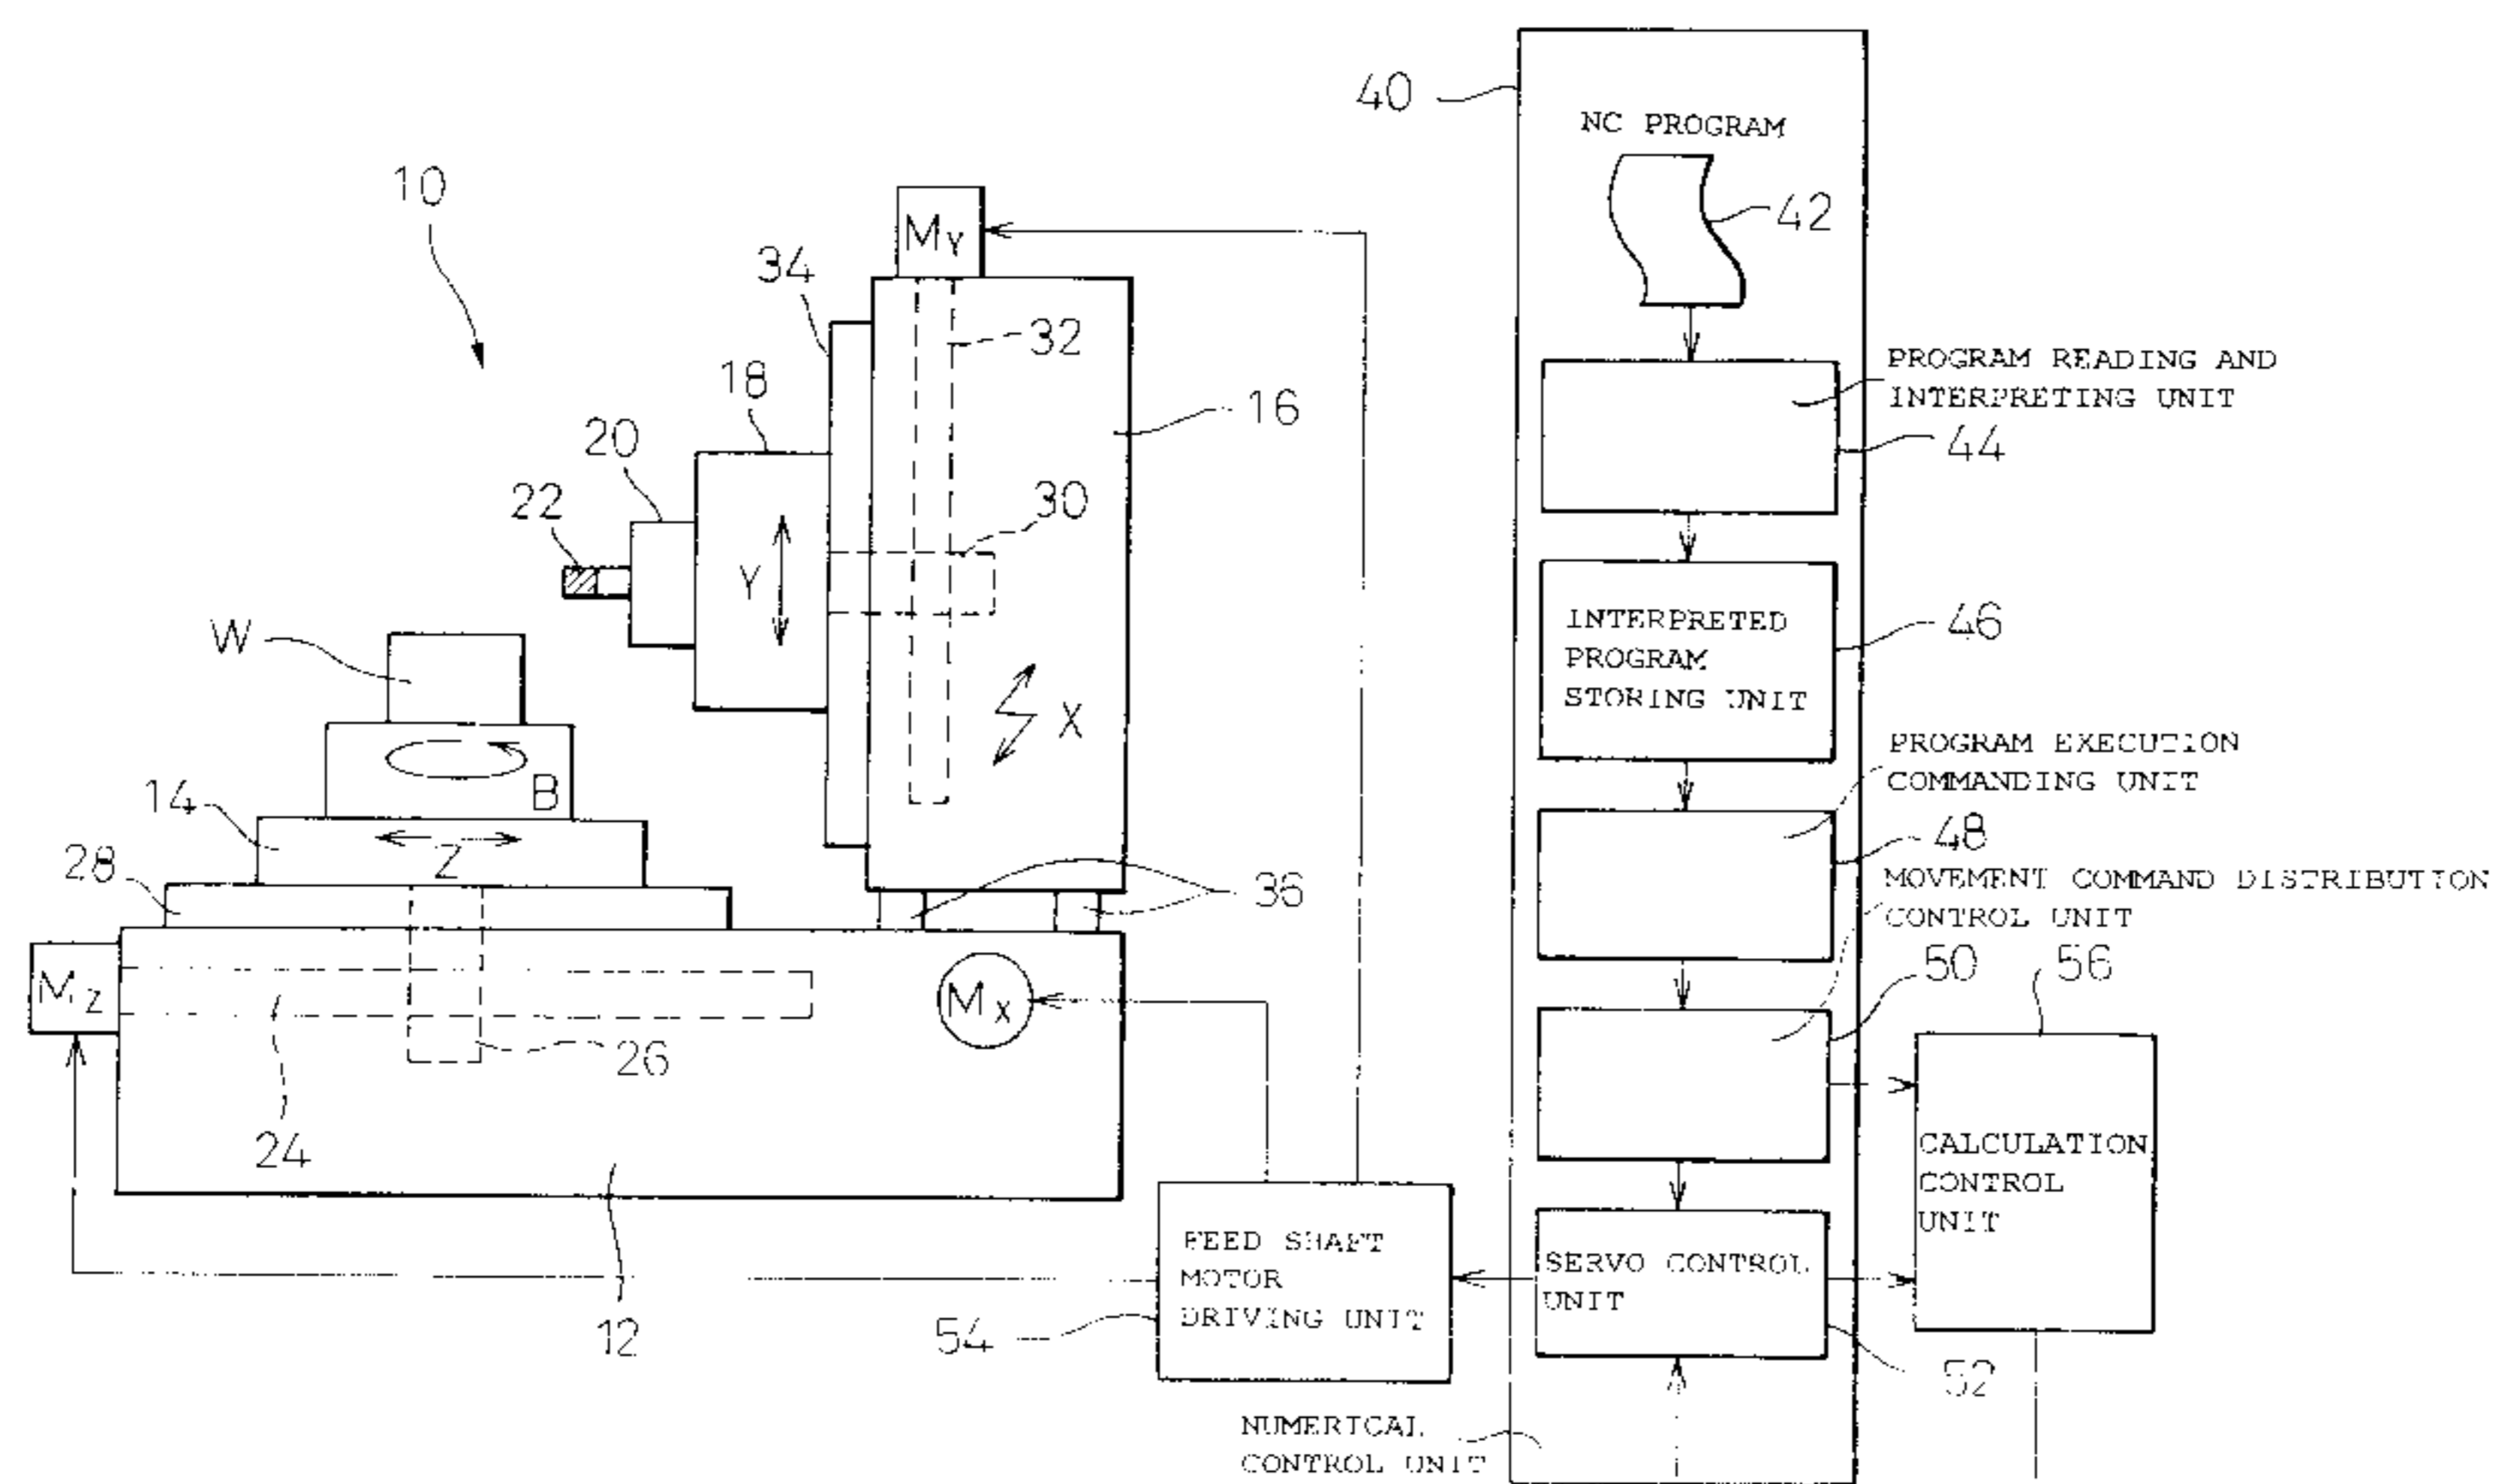 40
NC PROGRAM
42
10
MY
34
32
PROGRAM READING AND
INTERPRETING UNIT
44
18
16
20
22
30
Y
INTERPRETED
PROGRAM
STORING UNIT
46
W
X
PROGRAM EXECUTION
COMMANDING UNIT
48
B
14
Z
28
36
MOVEMENT COMMAND DISTRIBUTION
CONTROL UNIT
50
56
MZ
MX
26
24
CALCULATION
CONTROL
UNIT
FEED SHAFT
MOTOR
DRIVING UNIT
SERVO CONTROL
UNIT
12
54
52
NUMERICAL
CONTROL UNIT